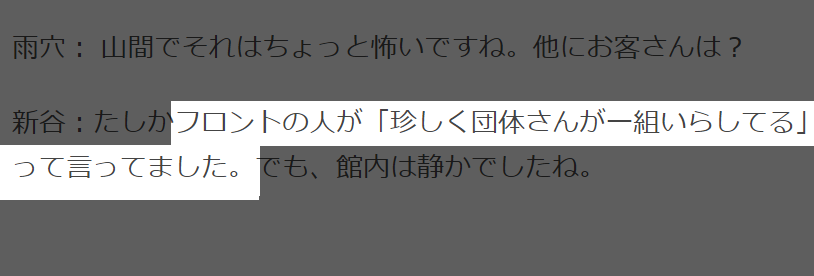 雨穴：山間でそれはちょっと怖いですね。他にお客さんは？
新谷：たしかフロントの人が「珍しく団体さんが一組いらしてる」
って言ってました。でも、館内は静かでしたね。